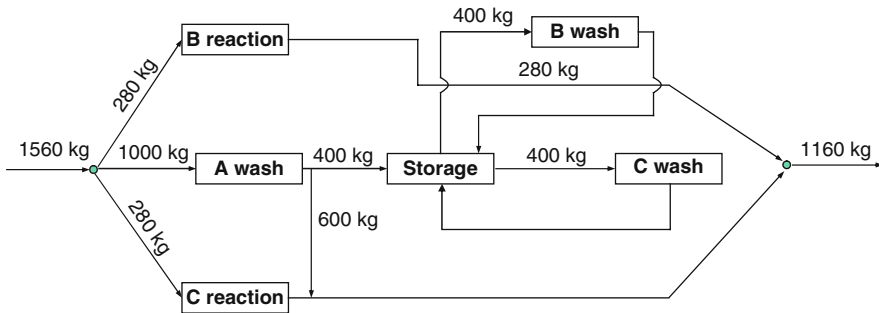 400 kg
B wash
B reaction
280 kg
280 kg
1560 kg
1000 kg
A wash
400 kg
Storage
400 kg
C wash
1160 kg
280 kg
600 kg
C reaction